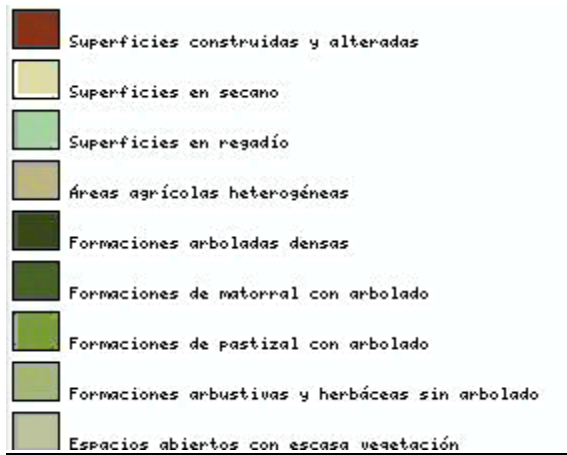 Superficies construidas y alteradas
Superficies en secano
Superficies en regadío
Áreas agrícolas heterogéneas
Formaciones arboladas densas
Formaciones de matorral con arbolado
Formaciones de pastizal con arbolado
Formaciones arbustivas y herbáceas sin arbolado
Espacios abiertos con escasa vegetación